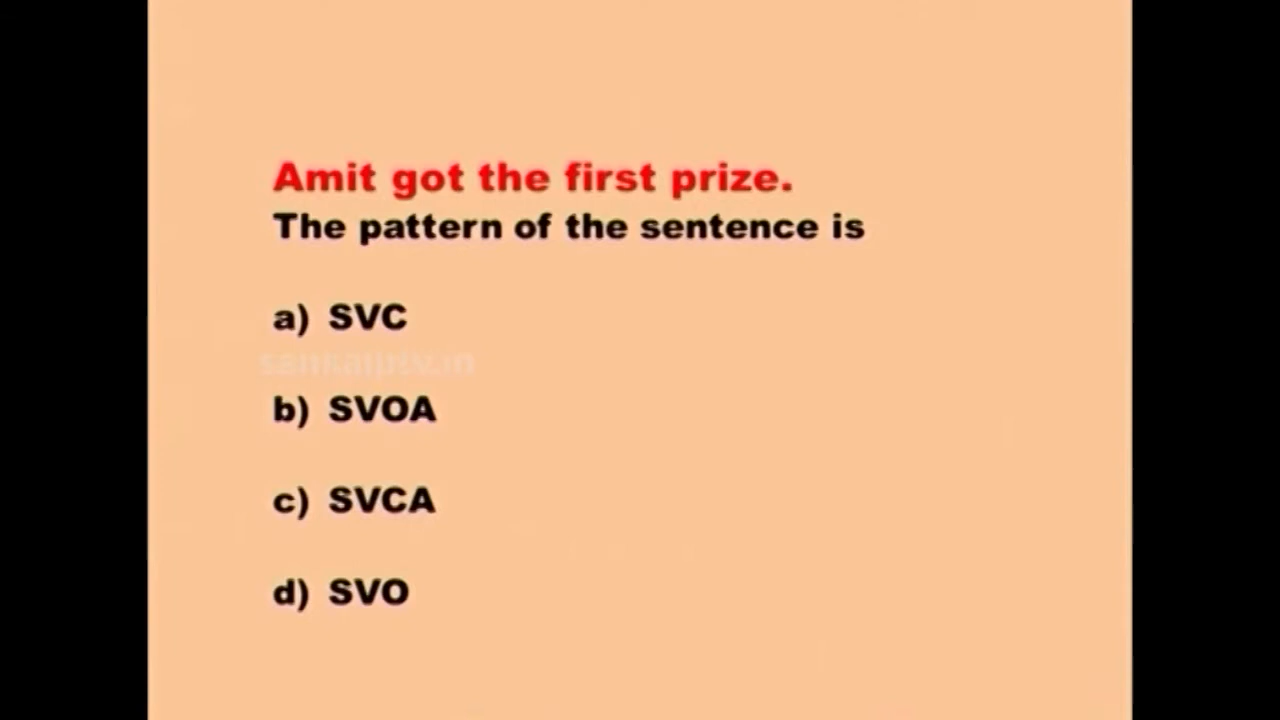 Amit got the first prize.
The pattern of the sentence is
a) SVC
b) SVOA
c) SVCA
d) SVO